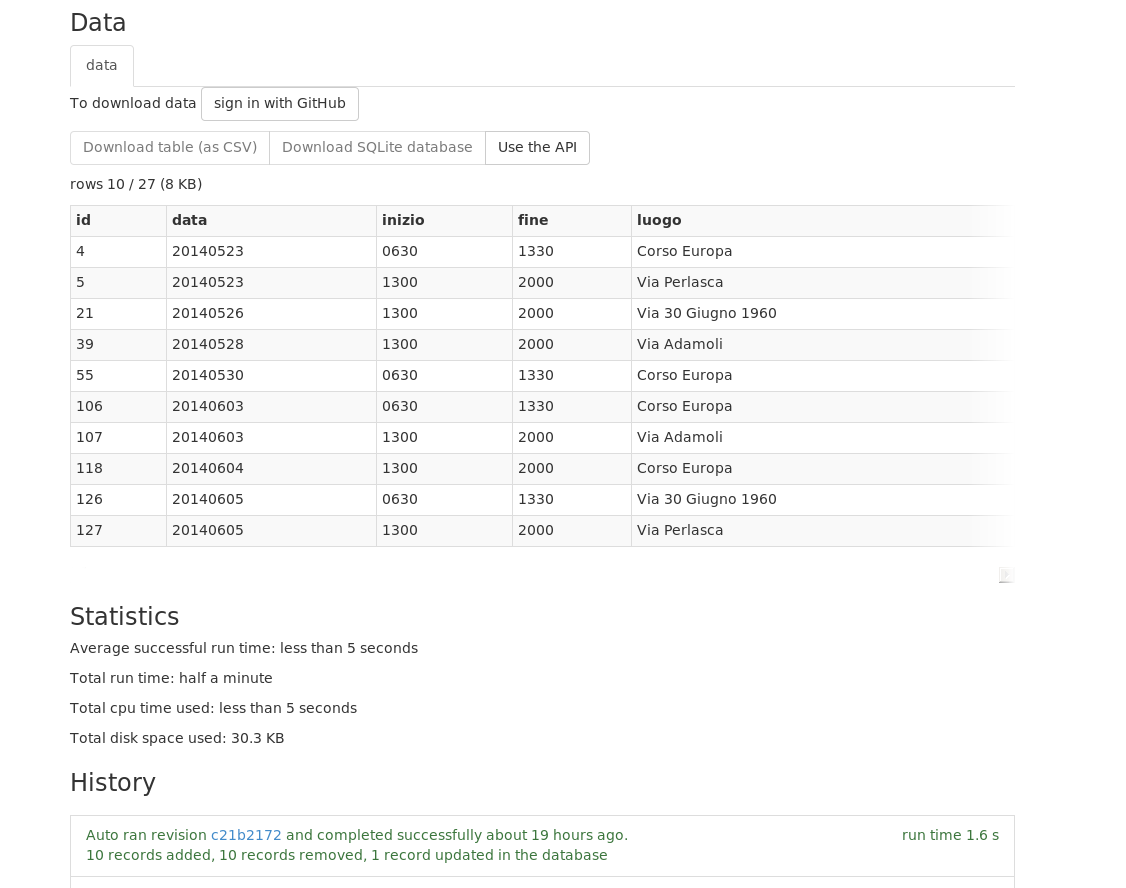 Data
data
To download data sign in with GitHub
Download table (as CSV) Download SQLite database Use the API
rows 10 / 27 (8 KB)
id data inizio fine luogo
4 20140523 0630 1330 Corso Europa
5 20140523 1300 2000 Via Perlasca
21 20140526 1300 2000 Via 30 Giugno 1960
39 20140528 1300 2000 Via Adamoli
55 20140530 0630 1330 Corso Europa
106 20140603 0630 1330 Corso Europa
107 20140603 1300 2000 Via Adamoli
118 20140604 1300 2000 Corso Europa
126 20140605 0630 1330 Via 30 Giugno 1960
127 20140605 1300 2000 Via Perlasca
Statistics
Average successful run time: less than 5 seconds
Total run time: half a minute
Total cpu time used: less than 5 seconds
Total disk space used: 30.3 KB
History
Auto ran revision c21b2172 and completed successfully about 19 hours ago. run time 1.6 s
10 records added, 10 records removed, 1 record updated in the database